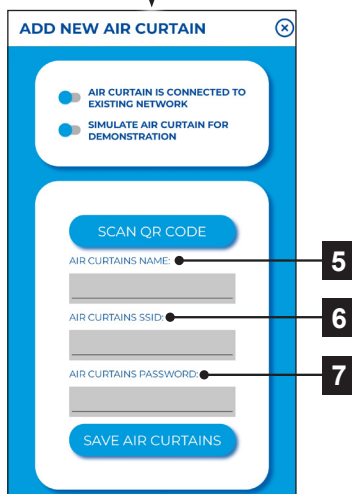 ADD NEW AIR CURTAIN
AIR CURTAIN IS CONNECTED TO
EXISTING NETWORK
SIMULATE AIR CURTAIN FOR
DEMONSTRATION
SCAN QR CODE
AIR CURTAINS NAME:
5
AIR CURTAINS SSID:
6
AIR CURTAINS PASSWORD:
7
SAVE AIR CURTAINS